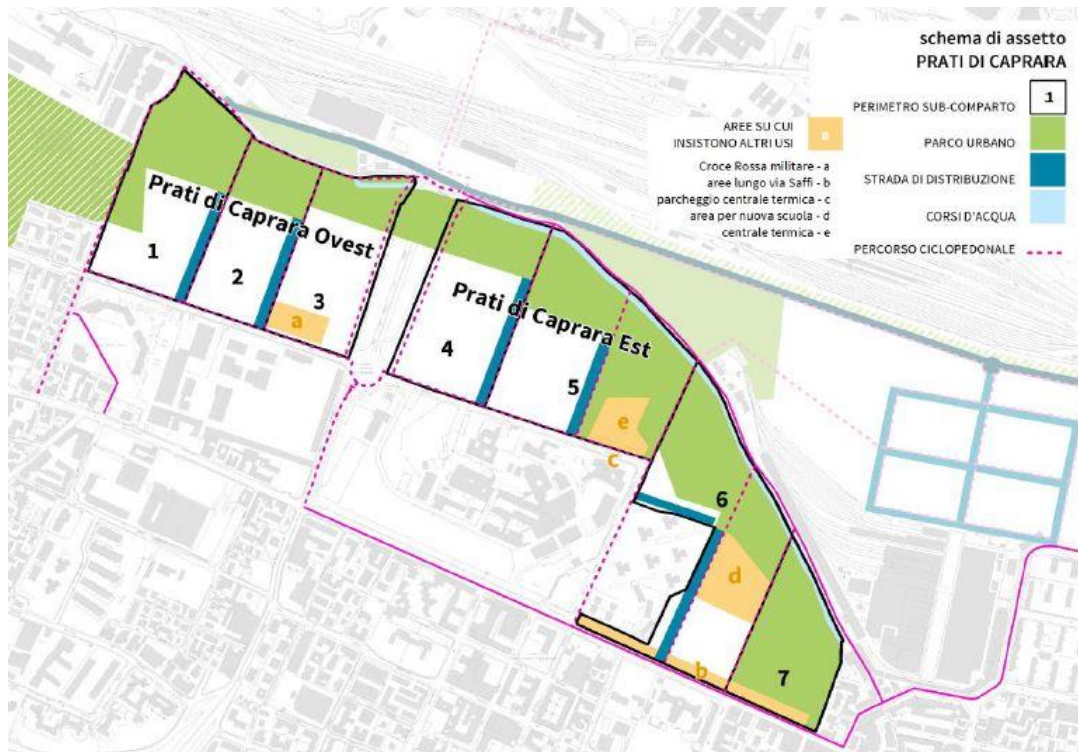 schema di assetto
PRATI DI CAPRARA
PERIMETRO SUB-COMPARTO
1
AREE SU CUI
INSISTONO ALTRI USI
a
PARCO URBANO
Croce Rossa militare - a
aree lungo via Saffi - b
parcheggio centrale termica - c
area per nuova scuola - d
centrale termica - e
STRADA DI DISTRIBUZIONE
CORSI D'ACQUA
PERCORSO CICLOPEDONALE
Prati di Caprara Ovest
1
2
3
a
Prati di Caprara Est
4
5
e
c
6
d
b
7